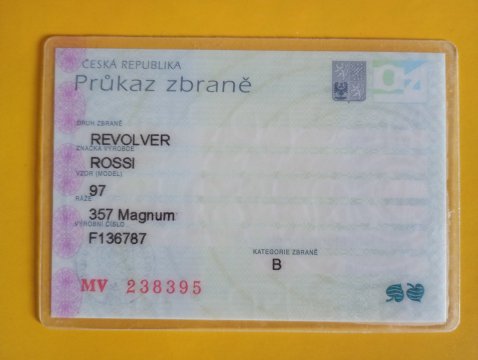 ČESKÁ REPUBLIKA
Průkaz zbraně
DRUH ZBRANĚ
REVOLVER
ZNAČKA VÝROBCE
ROSSI
VZOR (MODEL)
97
RÁŽE
357 Magnum
VÝROBNÍ ČÍSLO
F136787
KATEGORIE ZBRANĚ
B
MV 238395